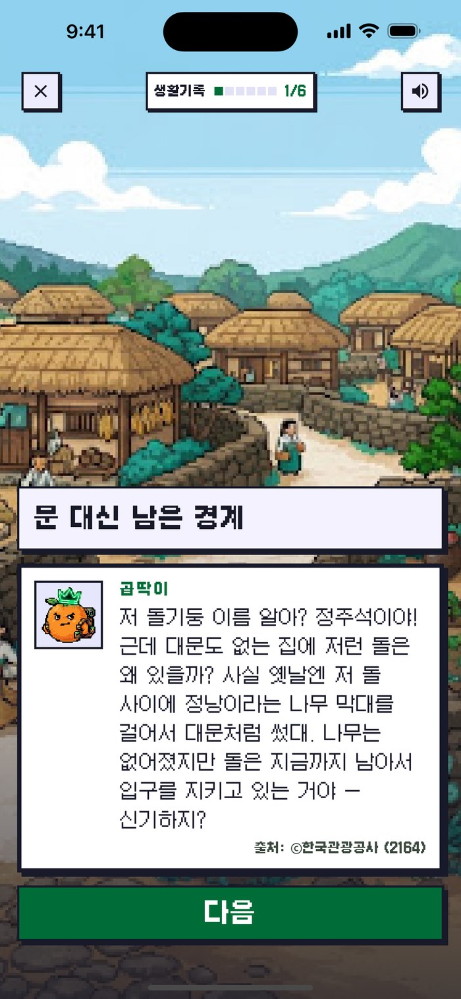 9:41
생활기록 1/6
문 대신 남은 경계
곱딱이
저 돌기둥 이름 알아? 정주석이야!
근데 대문도 없는 집에 저런 돌은
왜 있을까? 사실 옛날엔 저 돌
사이에 정낭이라는 나무 막대를
걸어서 대문처럼 썼대. 나무는
없어졌지만 돌은 지금까지 남아서
입구를 지키고 있는 거야 —
신기하지?
출처: ©한국관광공사 (2164)
다음